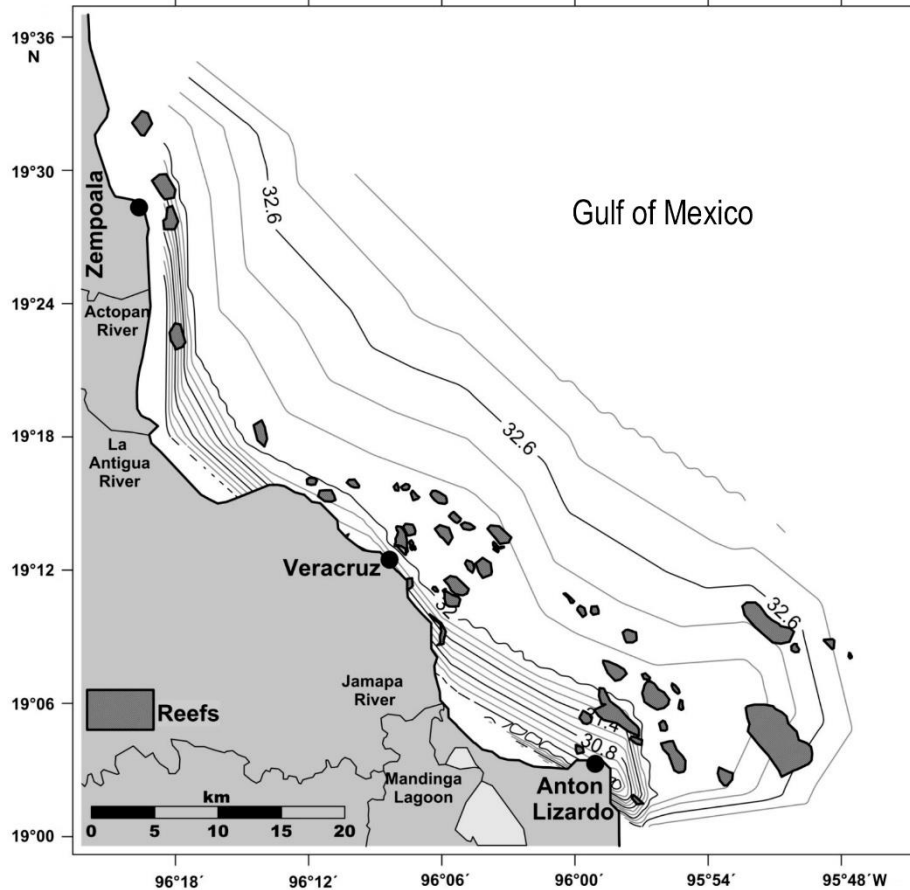 19°36
N
19°30
19°24
19°18
19°12
19°06
19°00
32.6
Gulf of Mexico
Zempoala
Actopan
River
La
Antigua
River
32.6
Veracruz
32.6
Jamapa
River
Reefs
31.4
30.8
Mandinga
Lagoon
Anton
Lizardo
km
0 5 10 15 20
96°18´ 96°12´ 96°06´ 96°00´ 95°54´ 95°48´W